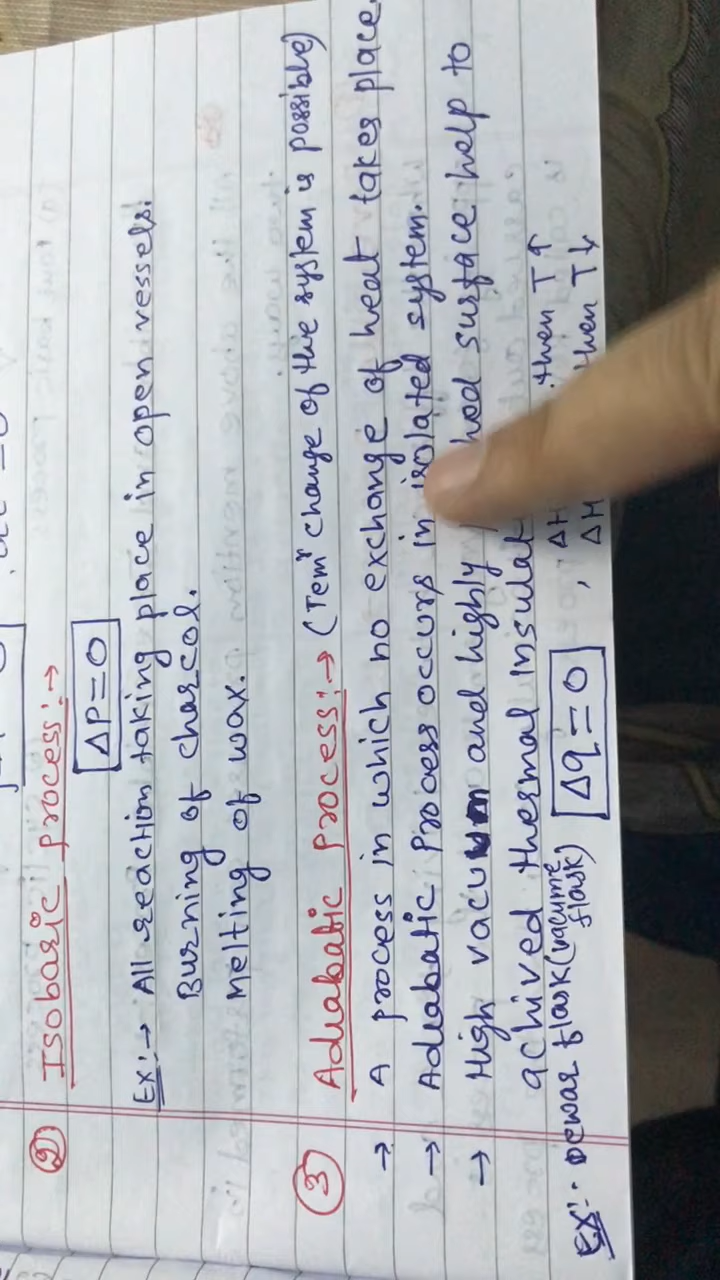 ② Isobaric process:→
ΔP=0
Ex:→ All reaction taking place in open vessels.
Burning of charcol.
Melting of wax.
③ Adiabatic process:→ (Temʳ change of the system is possible)
→ A process in which no exchange of heat takes place.
→ Adiabatic process occurs in isolated system.
→ High vacuum and highly surface help to
achived thermal insulat
Ex:· Dewar flask (vacume flask) Δq=0, ΔH then T↑
ΔH then T↓